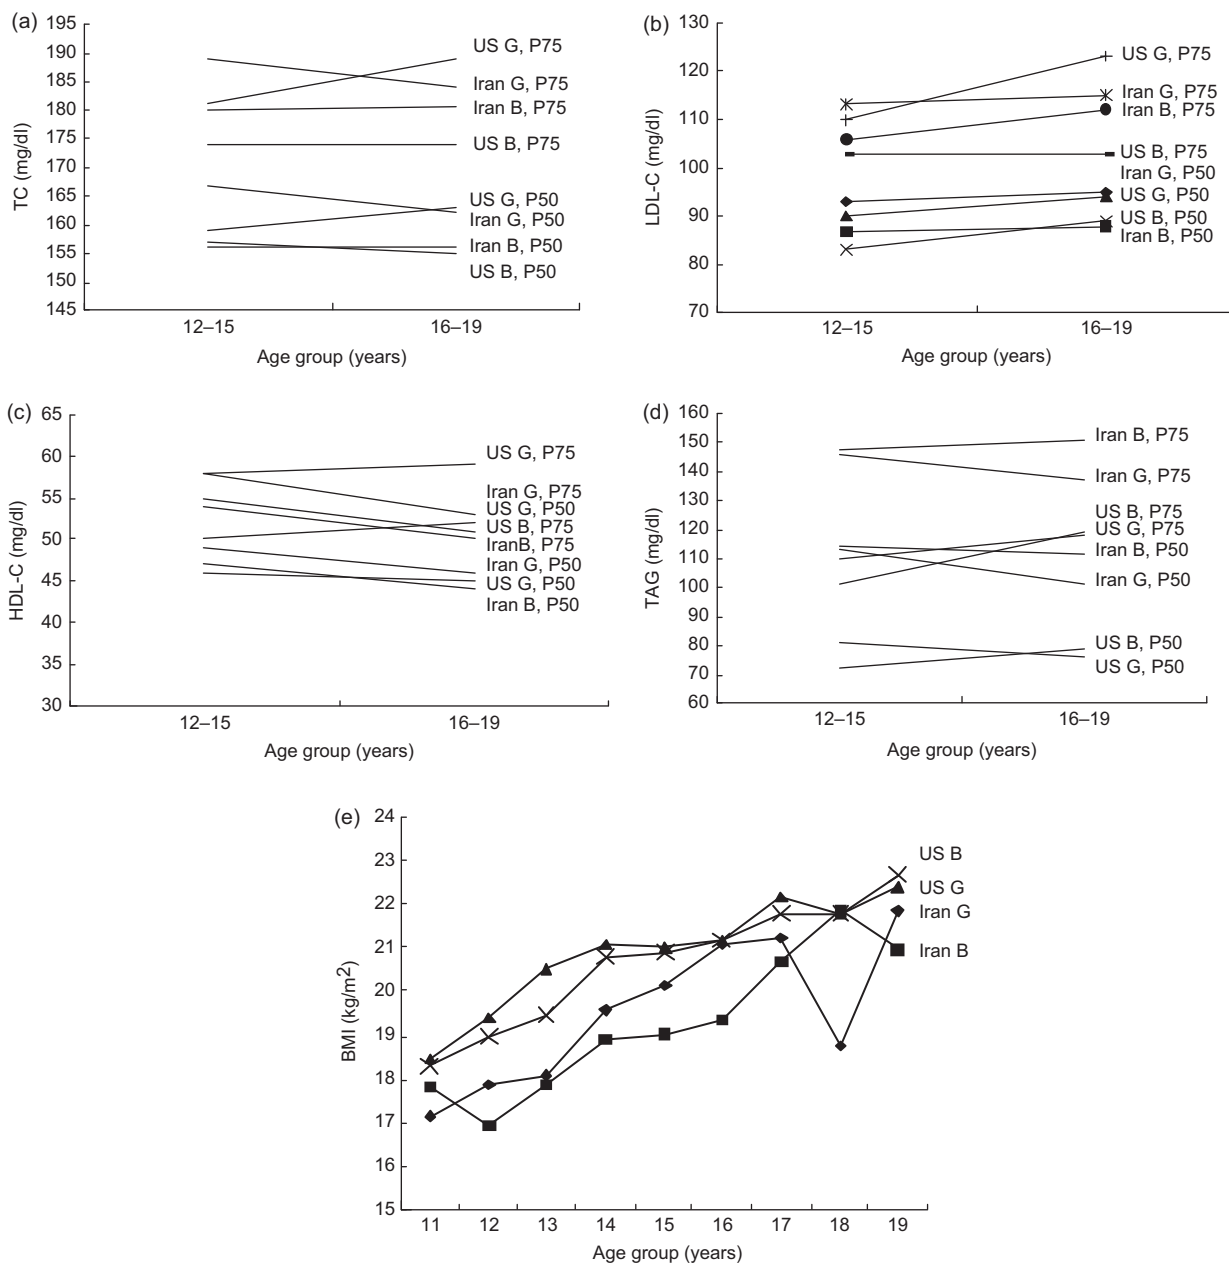 (a)
195
190
185
180
175
170
165
160
155
150
145
TC (mg/dl)
US G, P75
Iran G, P75
Iran B, P75
US B, P75
US G, P50
Iran G, P50
Iran B, P50
US B, P50
12–15
16–19
Age group (years)
(b)
130
120
110
100
90
80
70
LDL-C (mg/dl)
US G, P75
Iran G, P75
Iran B, P75
US B, P75
Iran G, P50
US G, P50
US B, P50
Iran B, P50
12–15
16–19
Age group (years)
(c)
65
60
55
50
45
40
35
30
HDL-C (mg/dl)
US G, P75
Iran G, P75
US G, P50
US B, P75
IranB, P75
Iran G, P50
US G, P50
Iran B, P50
12–15
16–19
Age group (years)
(d)
160
150
140
130
120
110
100
90
80
70
60
TAG (mg/dl)
Iran B, P75
Iran G, P75
US B, P75
US G, P75
Iran B, P50
Iran G, P50
US B, P50
US G, P50
12–15
16–19
Age group (years)
(e)
24
23
22
21
20
19
18
17
16
15
BMI (kg/m²)
US B
US G
Iran G
Iran B
11 12 13 14 15 16 17 18 19
Age group (years)